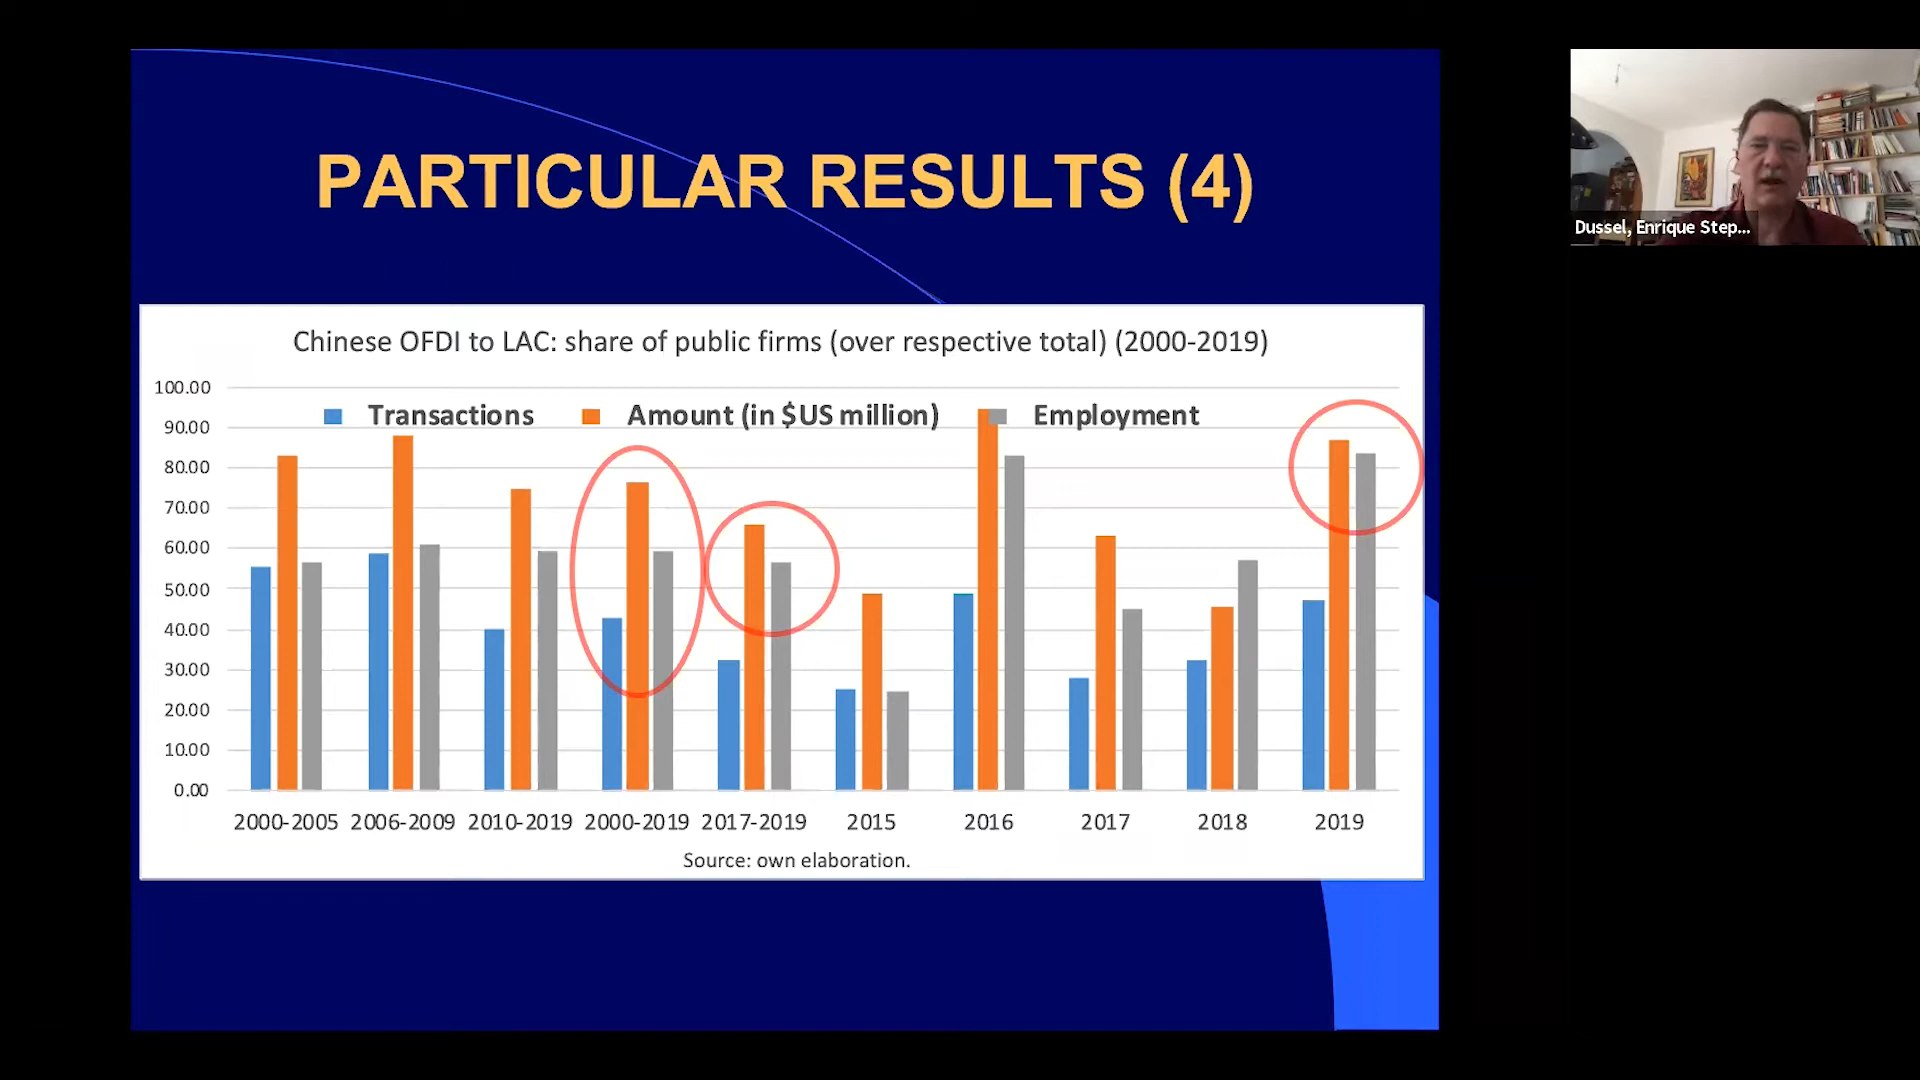 PARTICULAR RESULTS (4)
Dussel, Enrique Step...
Chinese OFDI to LAC: share of public firms (over respective total) (2000-2019)
Transactions Amount (in $US million) Employment
100.00
90.00
80.00
70.00
60.00
50.00
40.00
30.00
20.00
10.00
0.00
2000-2005 2006-2009 2010-2019 2000-2019 2017-2019 2015 2016 2017 2018 2019
Source: own elaboration.